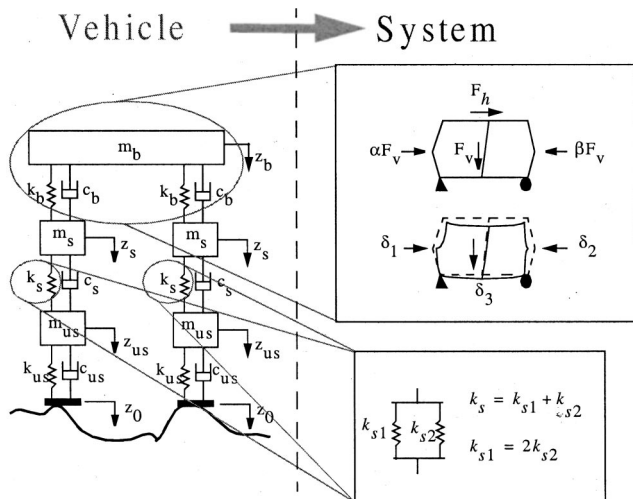 Vehicle System
F_h
αF_v F_v βF_v
m_b z_b
k_b c_b k_b c_b
m_s z_s m_s z_s
δ_1 δ_2
δ_3
k_s c_s k_s c_s
m_us z_us m_us z_us
k_us c_us k_us c_us
z_0 z_0
k_s = k_s1 + k_s2
k_s1 k_s2
k_s1 = 2k_s2